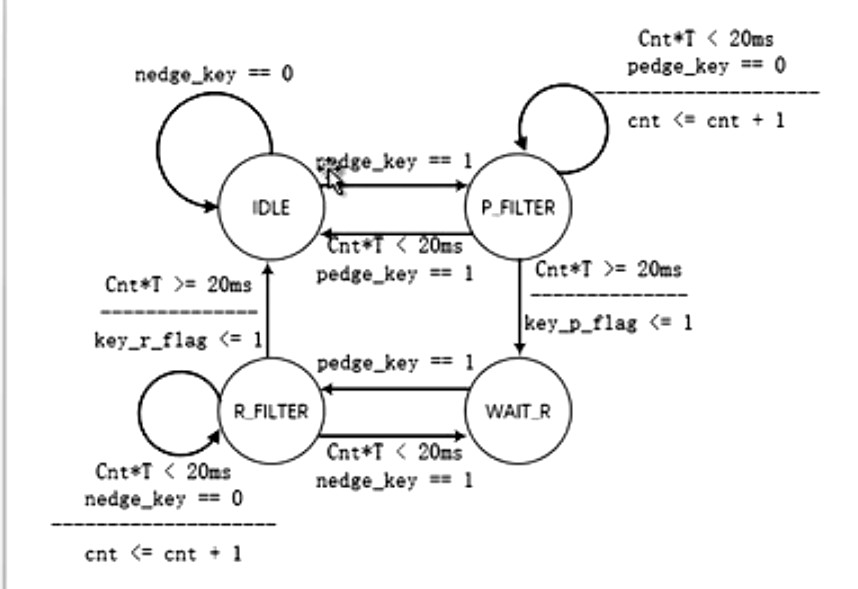 Cnt*T < 20ms
pedge_key == 0
--------------------
cnt <= cnt + 1
nedge_key == 0
== 1
IDLE
P_FILTER
Cnt*T < 20ms
pedge_key == 1
Cnt*T >= 20ms
--------------
key_p_flag <= 1
Cnt*T >= 20ms
--------------
key_r_flag <= 1
pedge_key == 1
R_FILTER
WAIT_R
Cnt*T < 20ms
nedge_key == 1
Cnt*T < 20ms
nedge_key == 0
--------------------
cnt <= cnt + 1